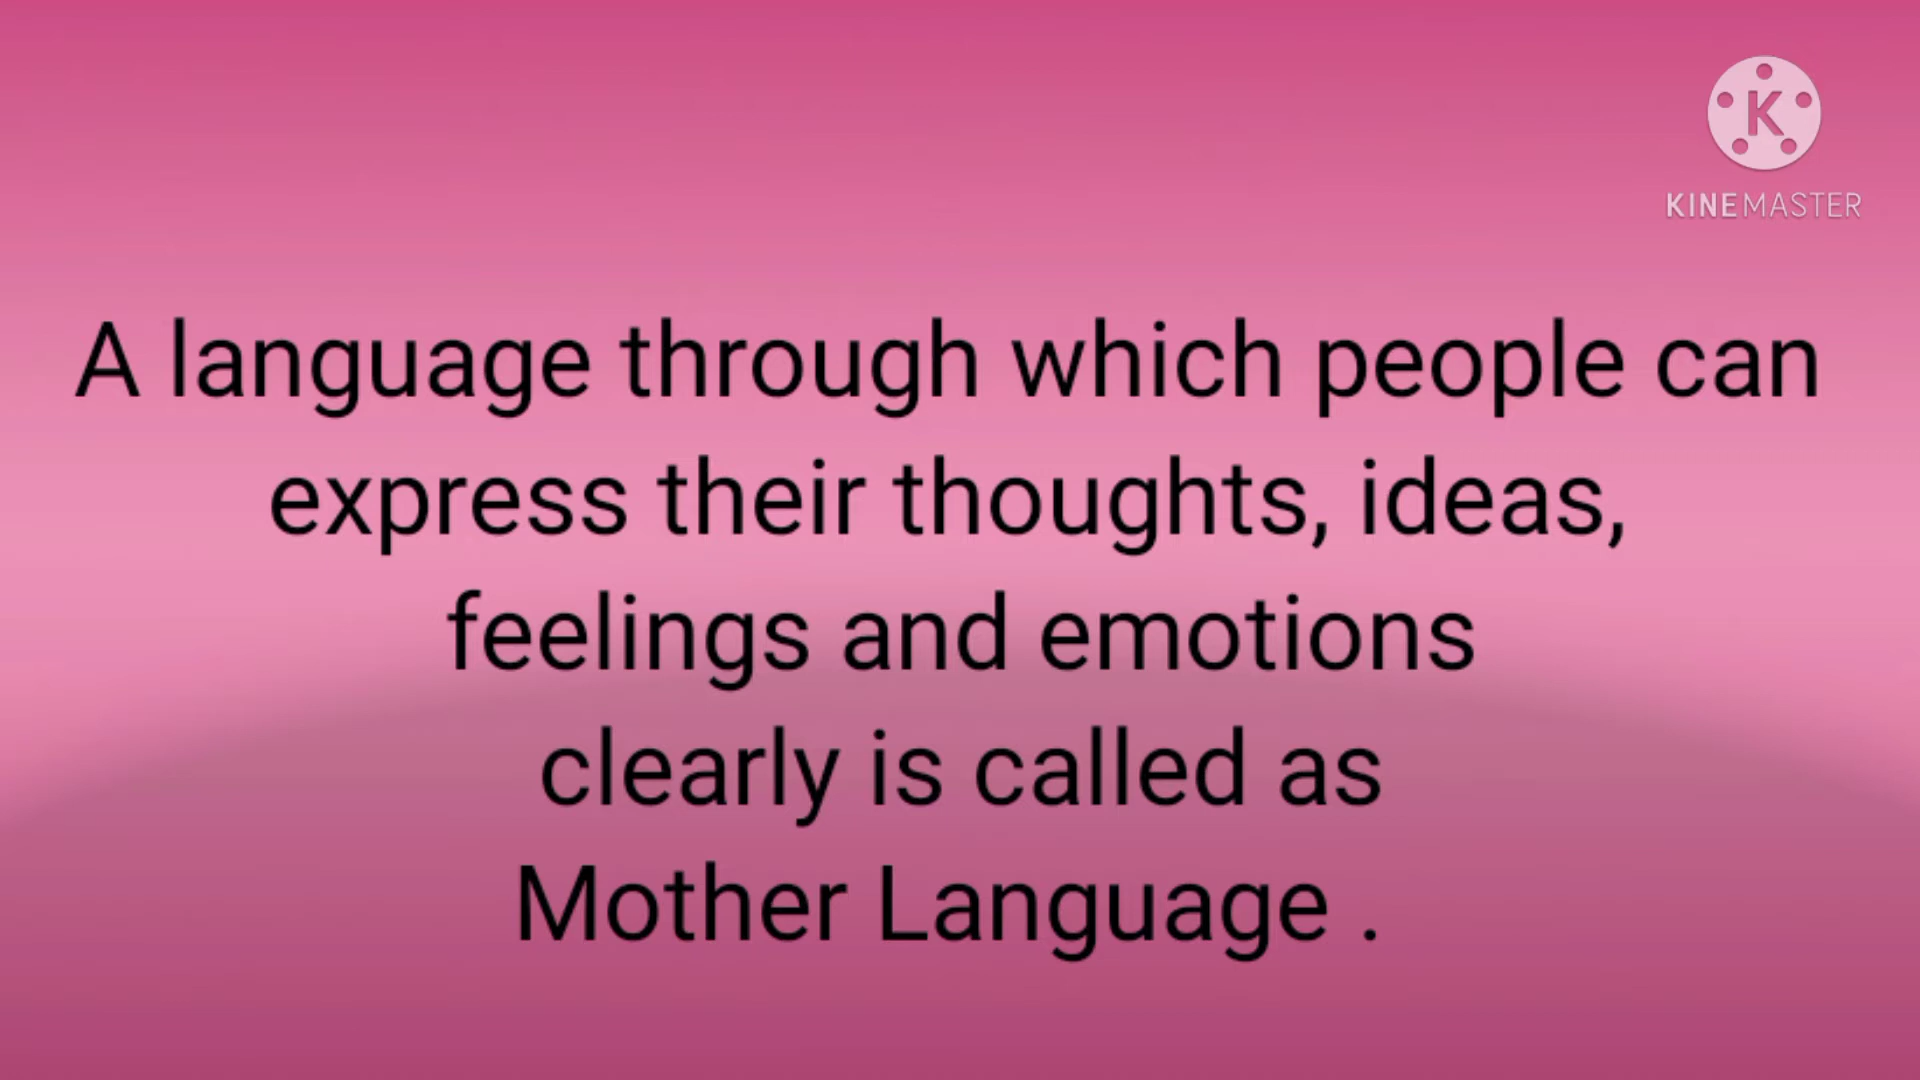 K
KINEMASTER
A language through which people can
express their thoughts, ideas,
feelings and emotions
clearly is called as
Mother Language .